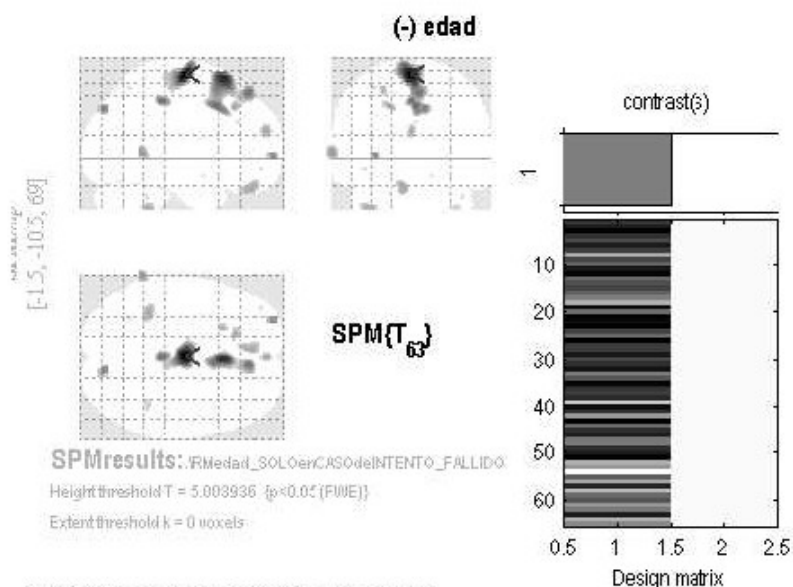 (-) edad
contrast(s)
1
[-1.5, -10.5, 69]
SPM{T63}
10
20
30
40
50
60
0.5 1 1.5 2 2.5
Design matrix
SPMresults: .\RMedad_SOLOenCASOdeINTENTO_FALLIDO
Height threshold T = 5.003936 {p<0.05 (FWE)}
Extent threshold k = 0 voxels